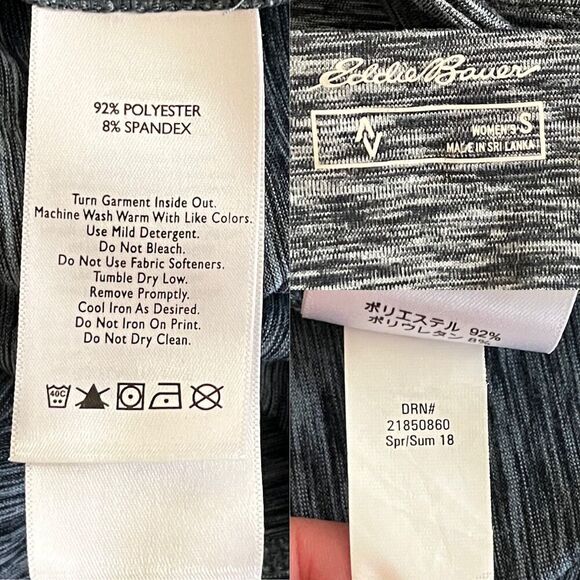 92% POLYESTER
8% SPANDEX
Turn Garment Inside Out.
Machine Wash Warm With Like Colors.
Use Mild Detergent.
Do Not Bleach.
Do Not Use Fabric Softeners.
Tumble Dry Low.
Remove Promptly.
Cool Iron As Desired.
Do Not Iron On Print.
Do Not Dry Clean.
40C
Eddie Bauer
WOMEN'S S
MADE IN SRI LANKA
ポリエステル 92%
ポリウレタン 8%
DRN#
21850860
Spr/Sum 18